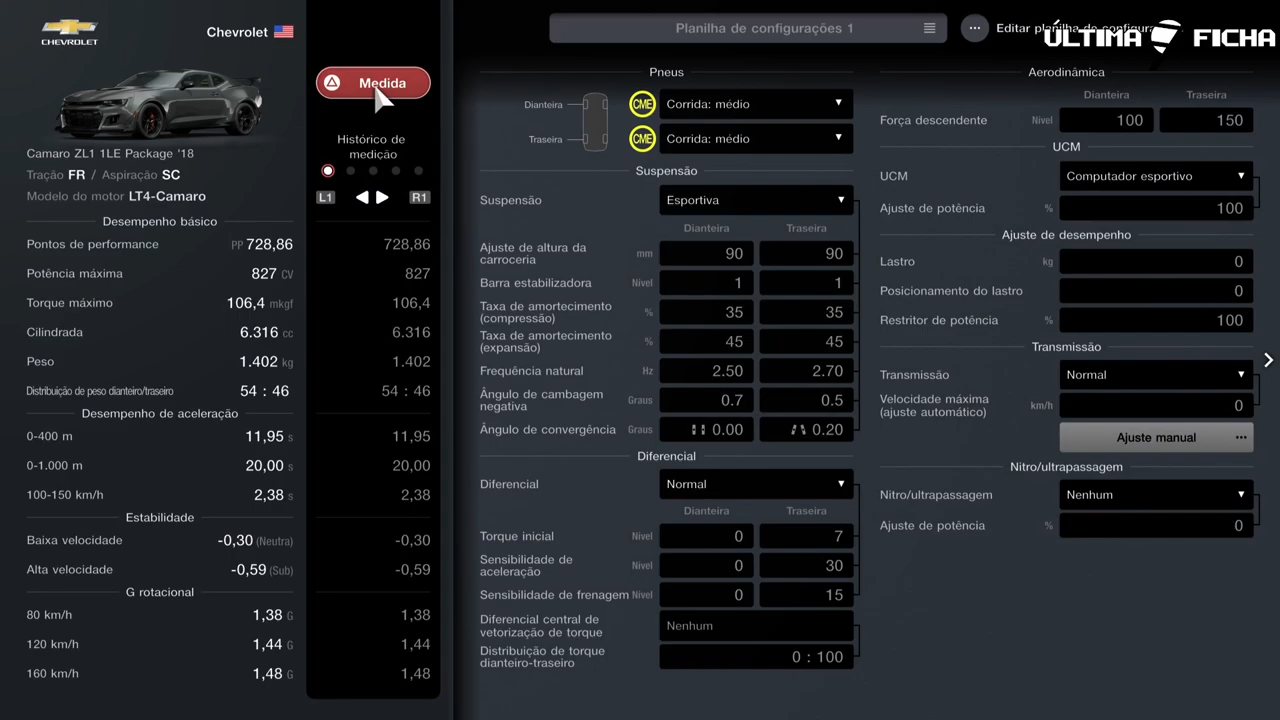 CHEVROLET
Chevrolet
Camaro ZL1 1LE Package '18
Tração FR / Aspiração SC
Modelo do motor LT4-Camaro
Desempenho básico
Pontos de performance PP 728,86
Potência máxima 827 CV
Torque máximo 106,4 mkgf
Cilindrada 6.316 cc
Peso 1.402 kg
Distribuição de peso dianteiro/traseiro 54 : 46
Desempenho de aceleração
0-400 m 11,95 s
0-1.000 m 20,00 s
100-150 km/h 2,38 s
Estabilidade
Baixa velocidade -0,30 (Neutra)
Alta velocidade -0,59 (Sub)
G rotacional
80 km/h 1,38 G
120 km/h 1,44 G
160 km/h 1,48 G
Medida
Histórico de
medição
L1 R1
728,86
827
106,4
6.316
1.402
54 : 46
11,95
20,00
2,38
-0,30
-0,59
1,38
1,44
1,48
Planilha de configurações 1
Editar planilha de
ÚLTIMA FICHA
Pneus
Dianteira CME Corrida: médio
Traseira CME Corrida: médio
Suspensão
Suspensão Esportiva
Dianteira Traseira
Ajuste de altura da
carroceria mm 90 90
Barra estabilizadora Nivel 1 1
Taxa de amortecimento
(compressão) % 35 35
Taxa de amortecimento
(expansão) % 45 45
Frequência natural Hz 2.50 2.70
Ângulo de cambagem
negativa Graus 0.7 0.5
Ângulo de convergência Graus 0.00 0.20
Diferencial
Diferencial Normal
Dianteira Traseira
Torque inicial Nivel 0 7
Sensibilidade de
aceleração Nivel 0 30
Sensibilidade de frenagem Nivel 0 15
Diferencial central de
vetorização de torque Nenhum
Distribuição de torque
dianteiro-traseiro 0 : 100
Aerodinâmica
Dianteira Traseira
Força descendente Nivel 100 150
UCM
UCM Computador esportivo
Ajuste de potência % 100
Ajuste de desempenho
Lastro kg 0
Posicionamento do lastro 0
Restritor de potência % 100
Transmissão
Transmissão Normal
Velocidade máxima
(ajuste automático) km/h 0
Ajuste manual
Nitro/ultrapassagem
Nitro/ultrapassagem Nenhum
Ajuste de potência % 0